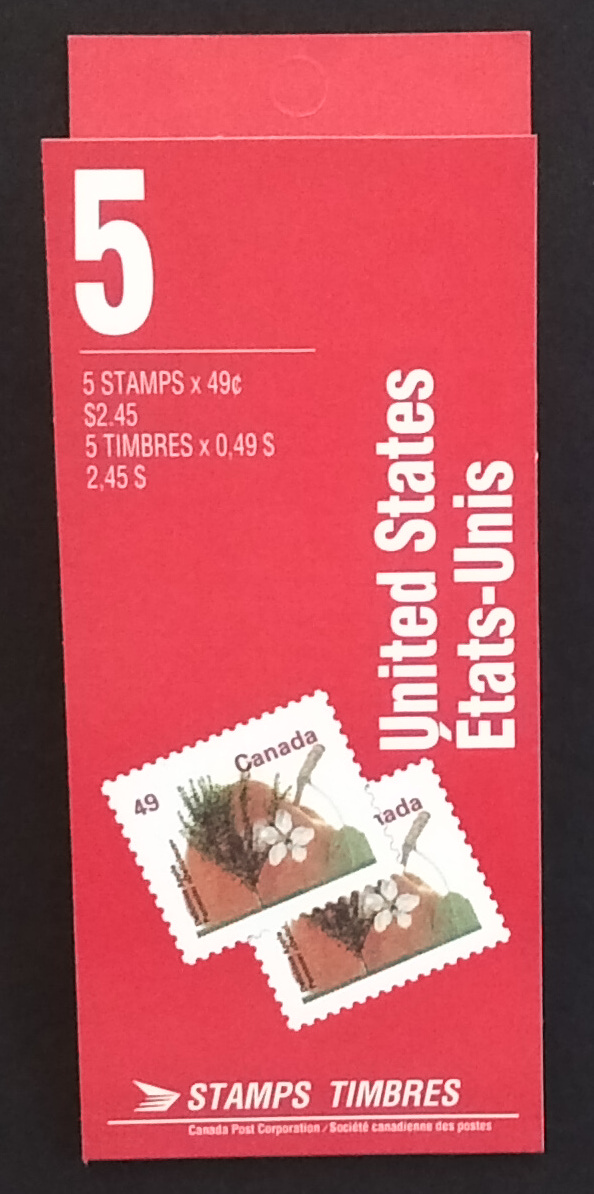 5
5 STAMPS x 49¢
$2.45
5 TIMBRES x 0,49 $
2,45 $
United States
États-Unis
49
Canada
nada
STAMPS TIMBRES
Canada Post Corporation / Société canadienne des postes